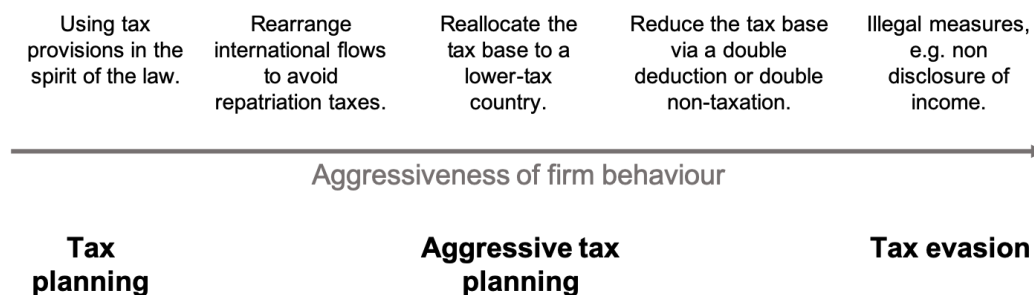 Using tax
provisions in the
spirit of the law.
Rearrange
international flows
to avoid
repatriation taxes.
Reallocate the
tax base to a
lower-tax
country.
Reduce the tax base
via a double
deduction or double
non-taxation.
Illegal measures,
e.g. non
disclosure of
income.
Aggressiveness of firm behaviour
Tax
planning
Aggressive tax
planning
Tax evasion